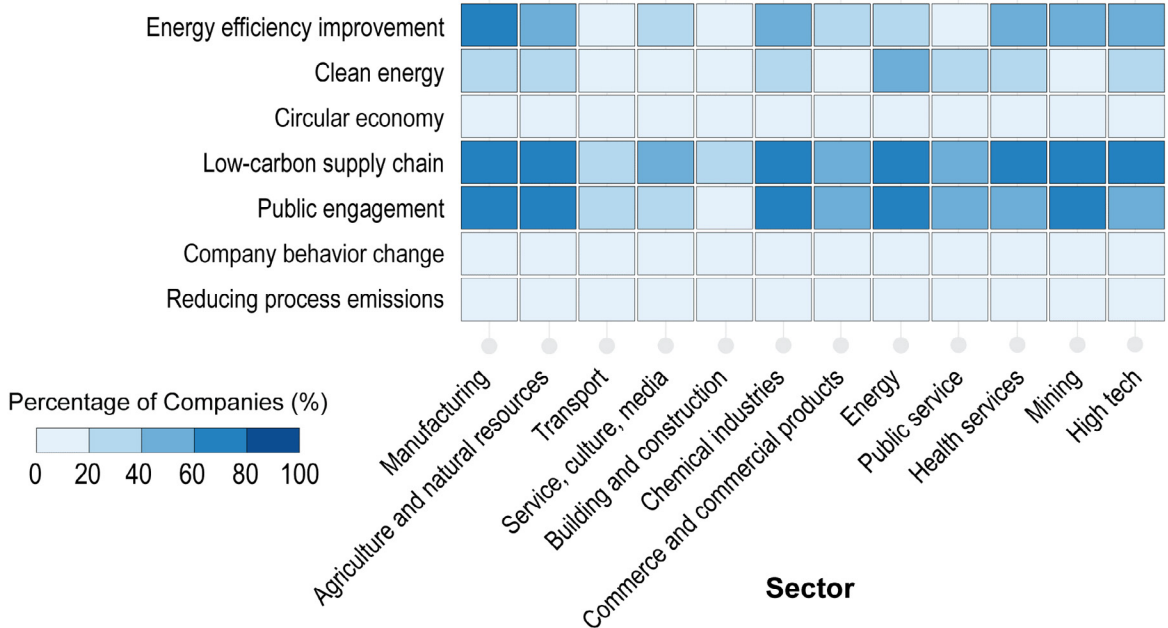 Energy efficiency improvement
Clean energy
Circular economy
Low-carbon supply chain
Public engagement
Company behavior change
Reducing process emissions
Percentage of Companies (%)
0 20 40 60 80 100
Manufacturing
Agriculture and natural resources
Transport
Service, culture, media
Building and construction
Chemical industries
Commerce and commercial products
Energy
Public service
Health services
Mining
High tech
Sector